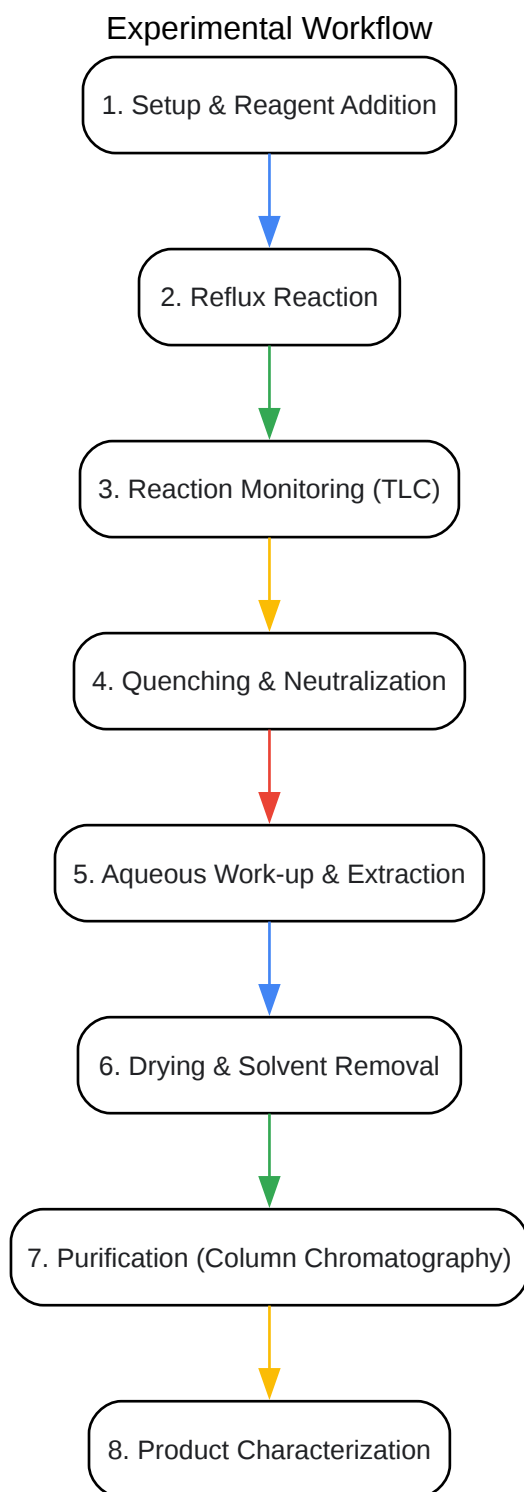 Experimental Workflow
1. Setup & Reagent Addition
2. Reflux Reaction
3. Reaction Monitoring (TLC)
4. Quenching & Neutralization
5. Aqueous Work-up & Extraction
6. Drying & Solvent Removal
7. Purification (Column Chromatography)
8. Product Characterization